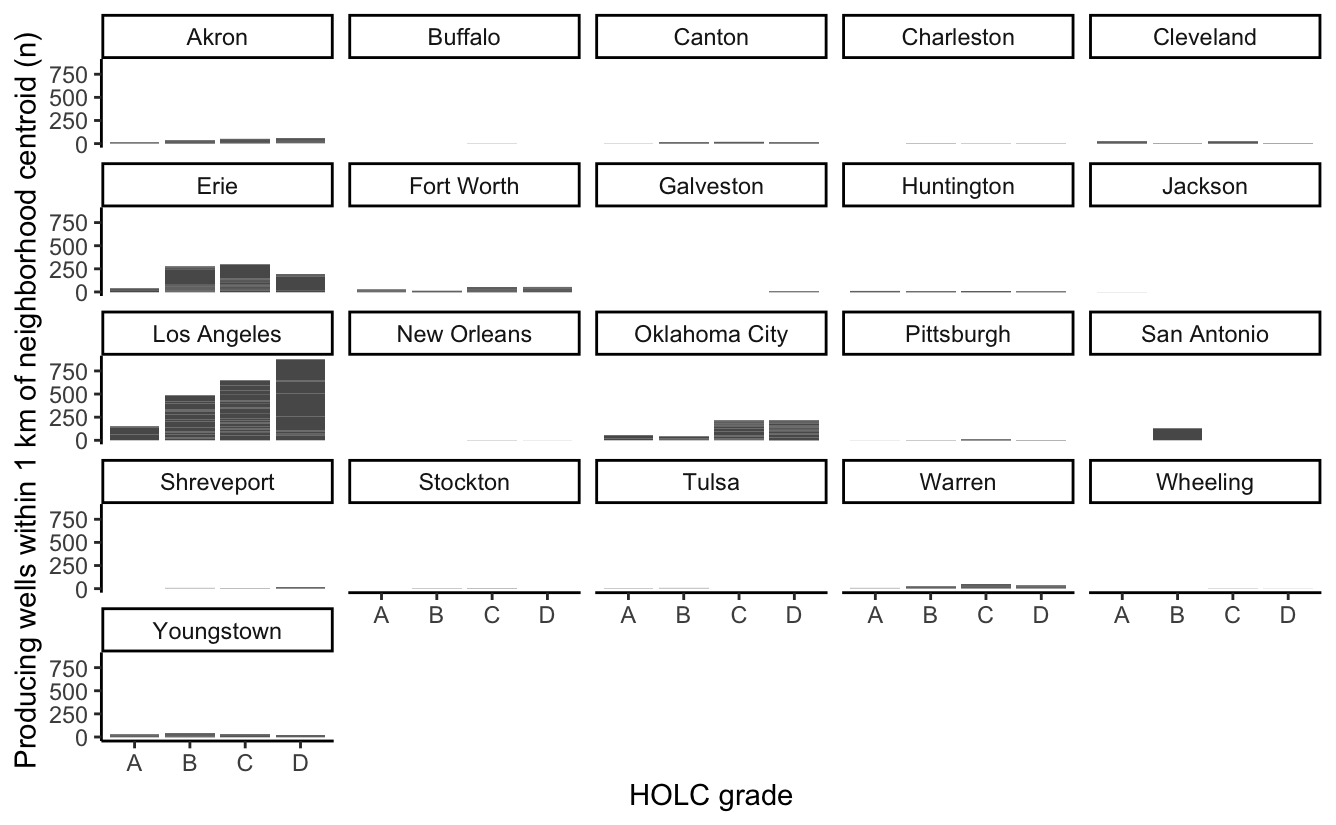 Producing wells within 1 km of neighborhood centroid (n)
Akron Buffalo Canton Charleston Cleveland
750
500
250
0
Erie Fort Worth Galveston Huntington Jackson
750
500
250
0
Los Angeles New Orleans Oklahoma City Pittsburgh San Antonio
750
500
250
0
Shreveport Stockton Tulsa Warren Wheeling
750
500
250
0
A B C D A B C D A B C D A B C D
Youngstown
750
500
250
0
A B C D
HOLC grade